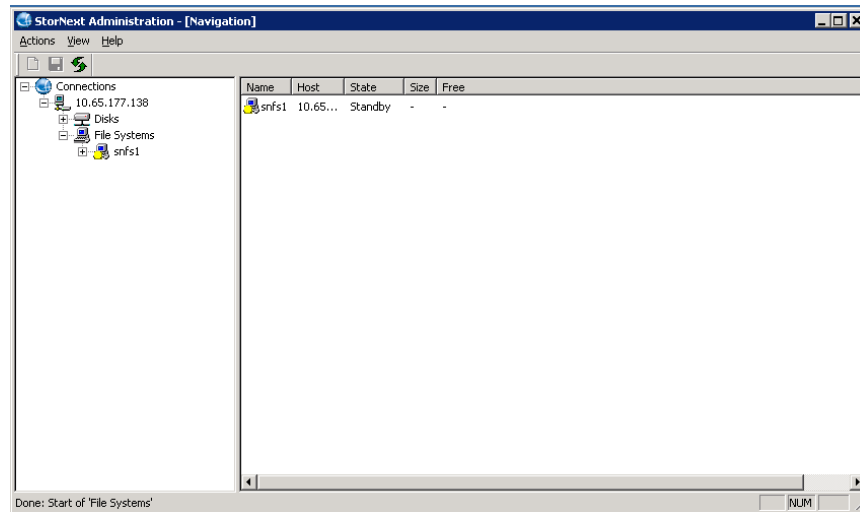 StorNext Administration - [Navigation]
Actions View Help
Connections
10.65.177.138
Disks
File Systems
snfs1
Name Host State Size Free
snfs1 10.65... Standby - -
Done: Start of 'File Systems'
NUM